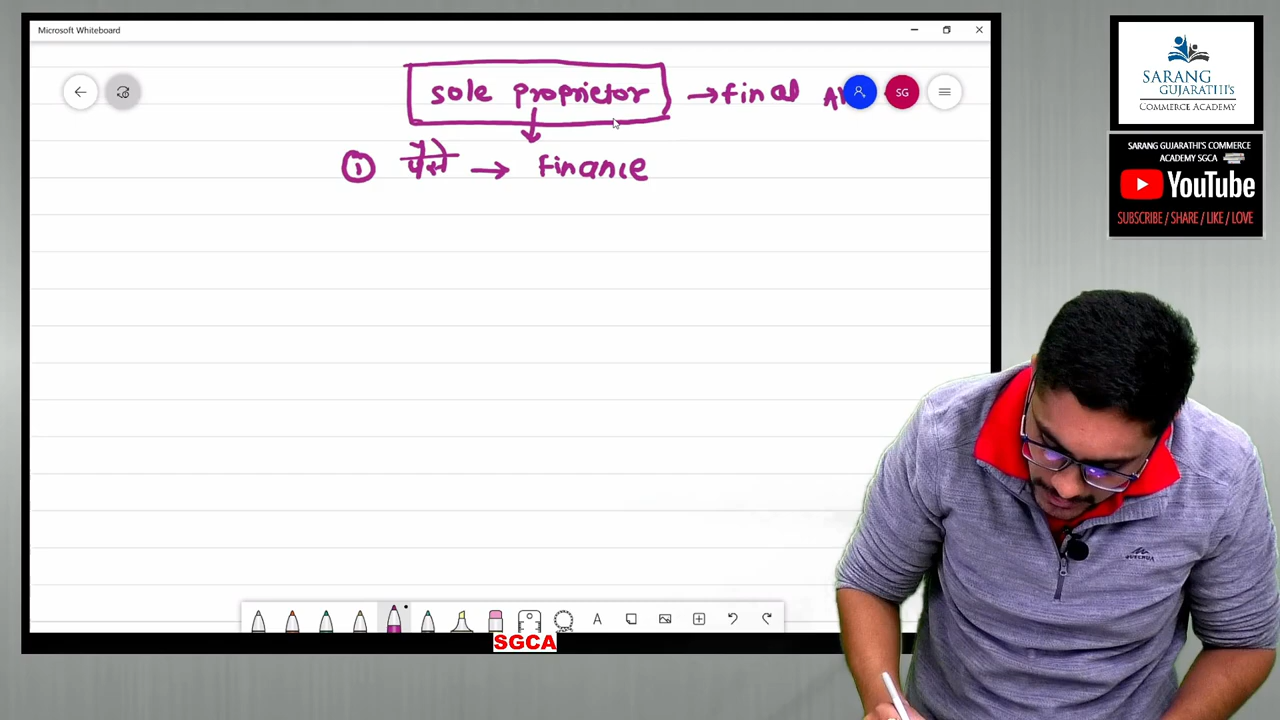 Microsoft Whiteboard
sole proprietor → final
SG
① → Finance
SARANG
GUJARATHI'S
COMMERCE ACADEMY
SARANG GUJARATHI'S COMMERCE
ACADEMY SGCA
YouTube
SUBSCRIBE / SHARE / LIKE / LOVE
A
SGCA